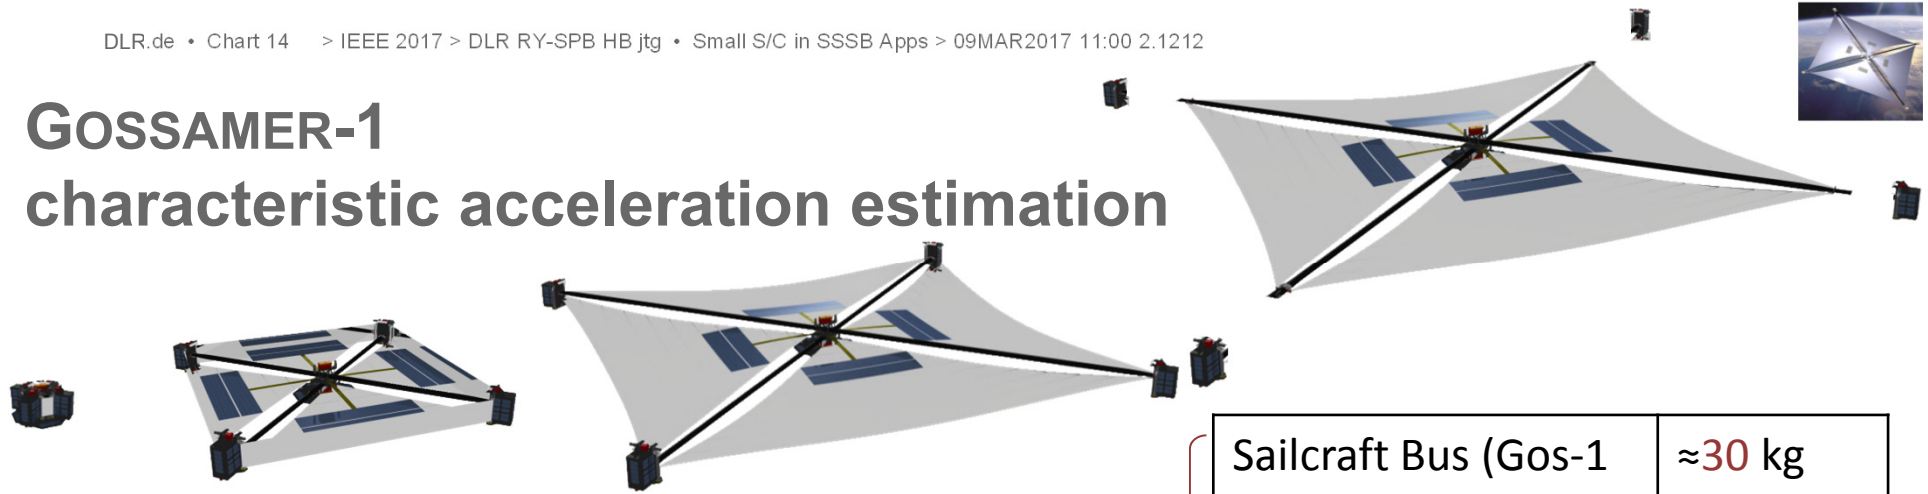 DLR.de • Chart 14 > IEEE 2017 > DLR RY-SPB HB jtg • Small S/C in SSSB Apps > 09MAR2017 11:00 2.1212
GOSSAMER-1
characteristic acceleration estimation
Sailcraft Bus (Gos-1 ≈30 kg